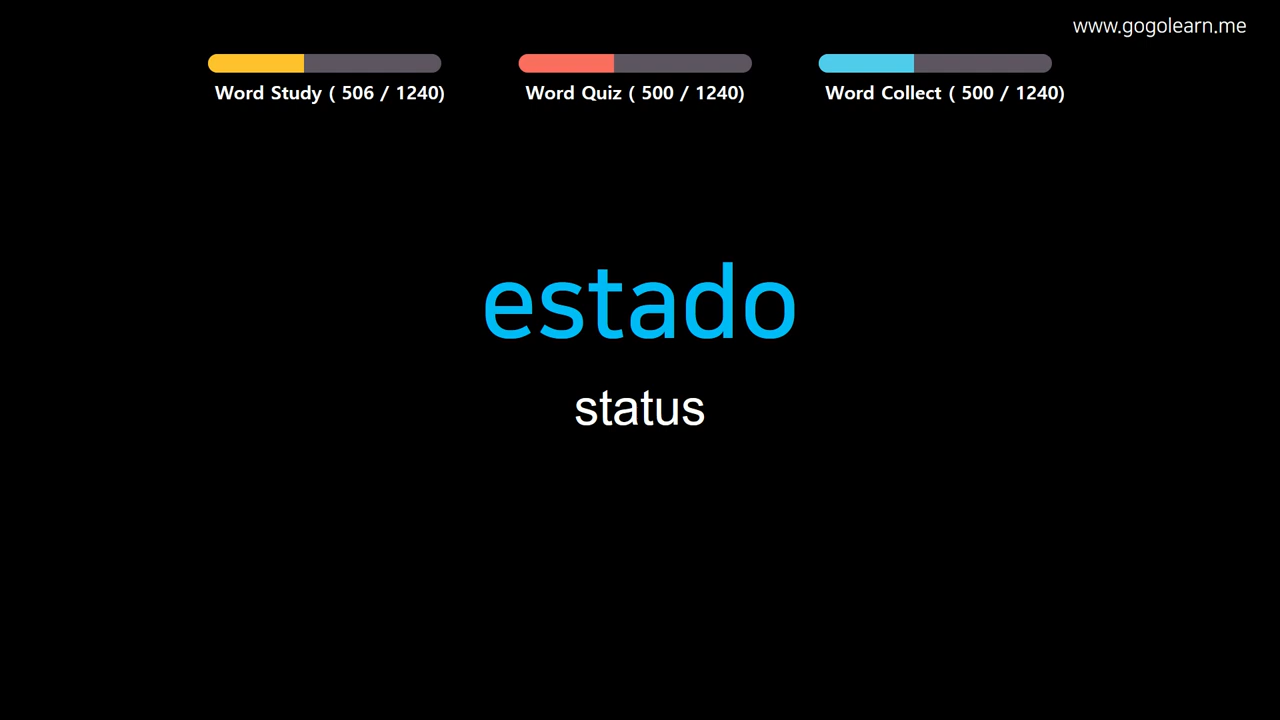 www.gogolearn.me
Word Study ( 506 / 1240)
Word Quiz ( 500 / 1240)
Word Collect ( 500 / 1240)
estado
status